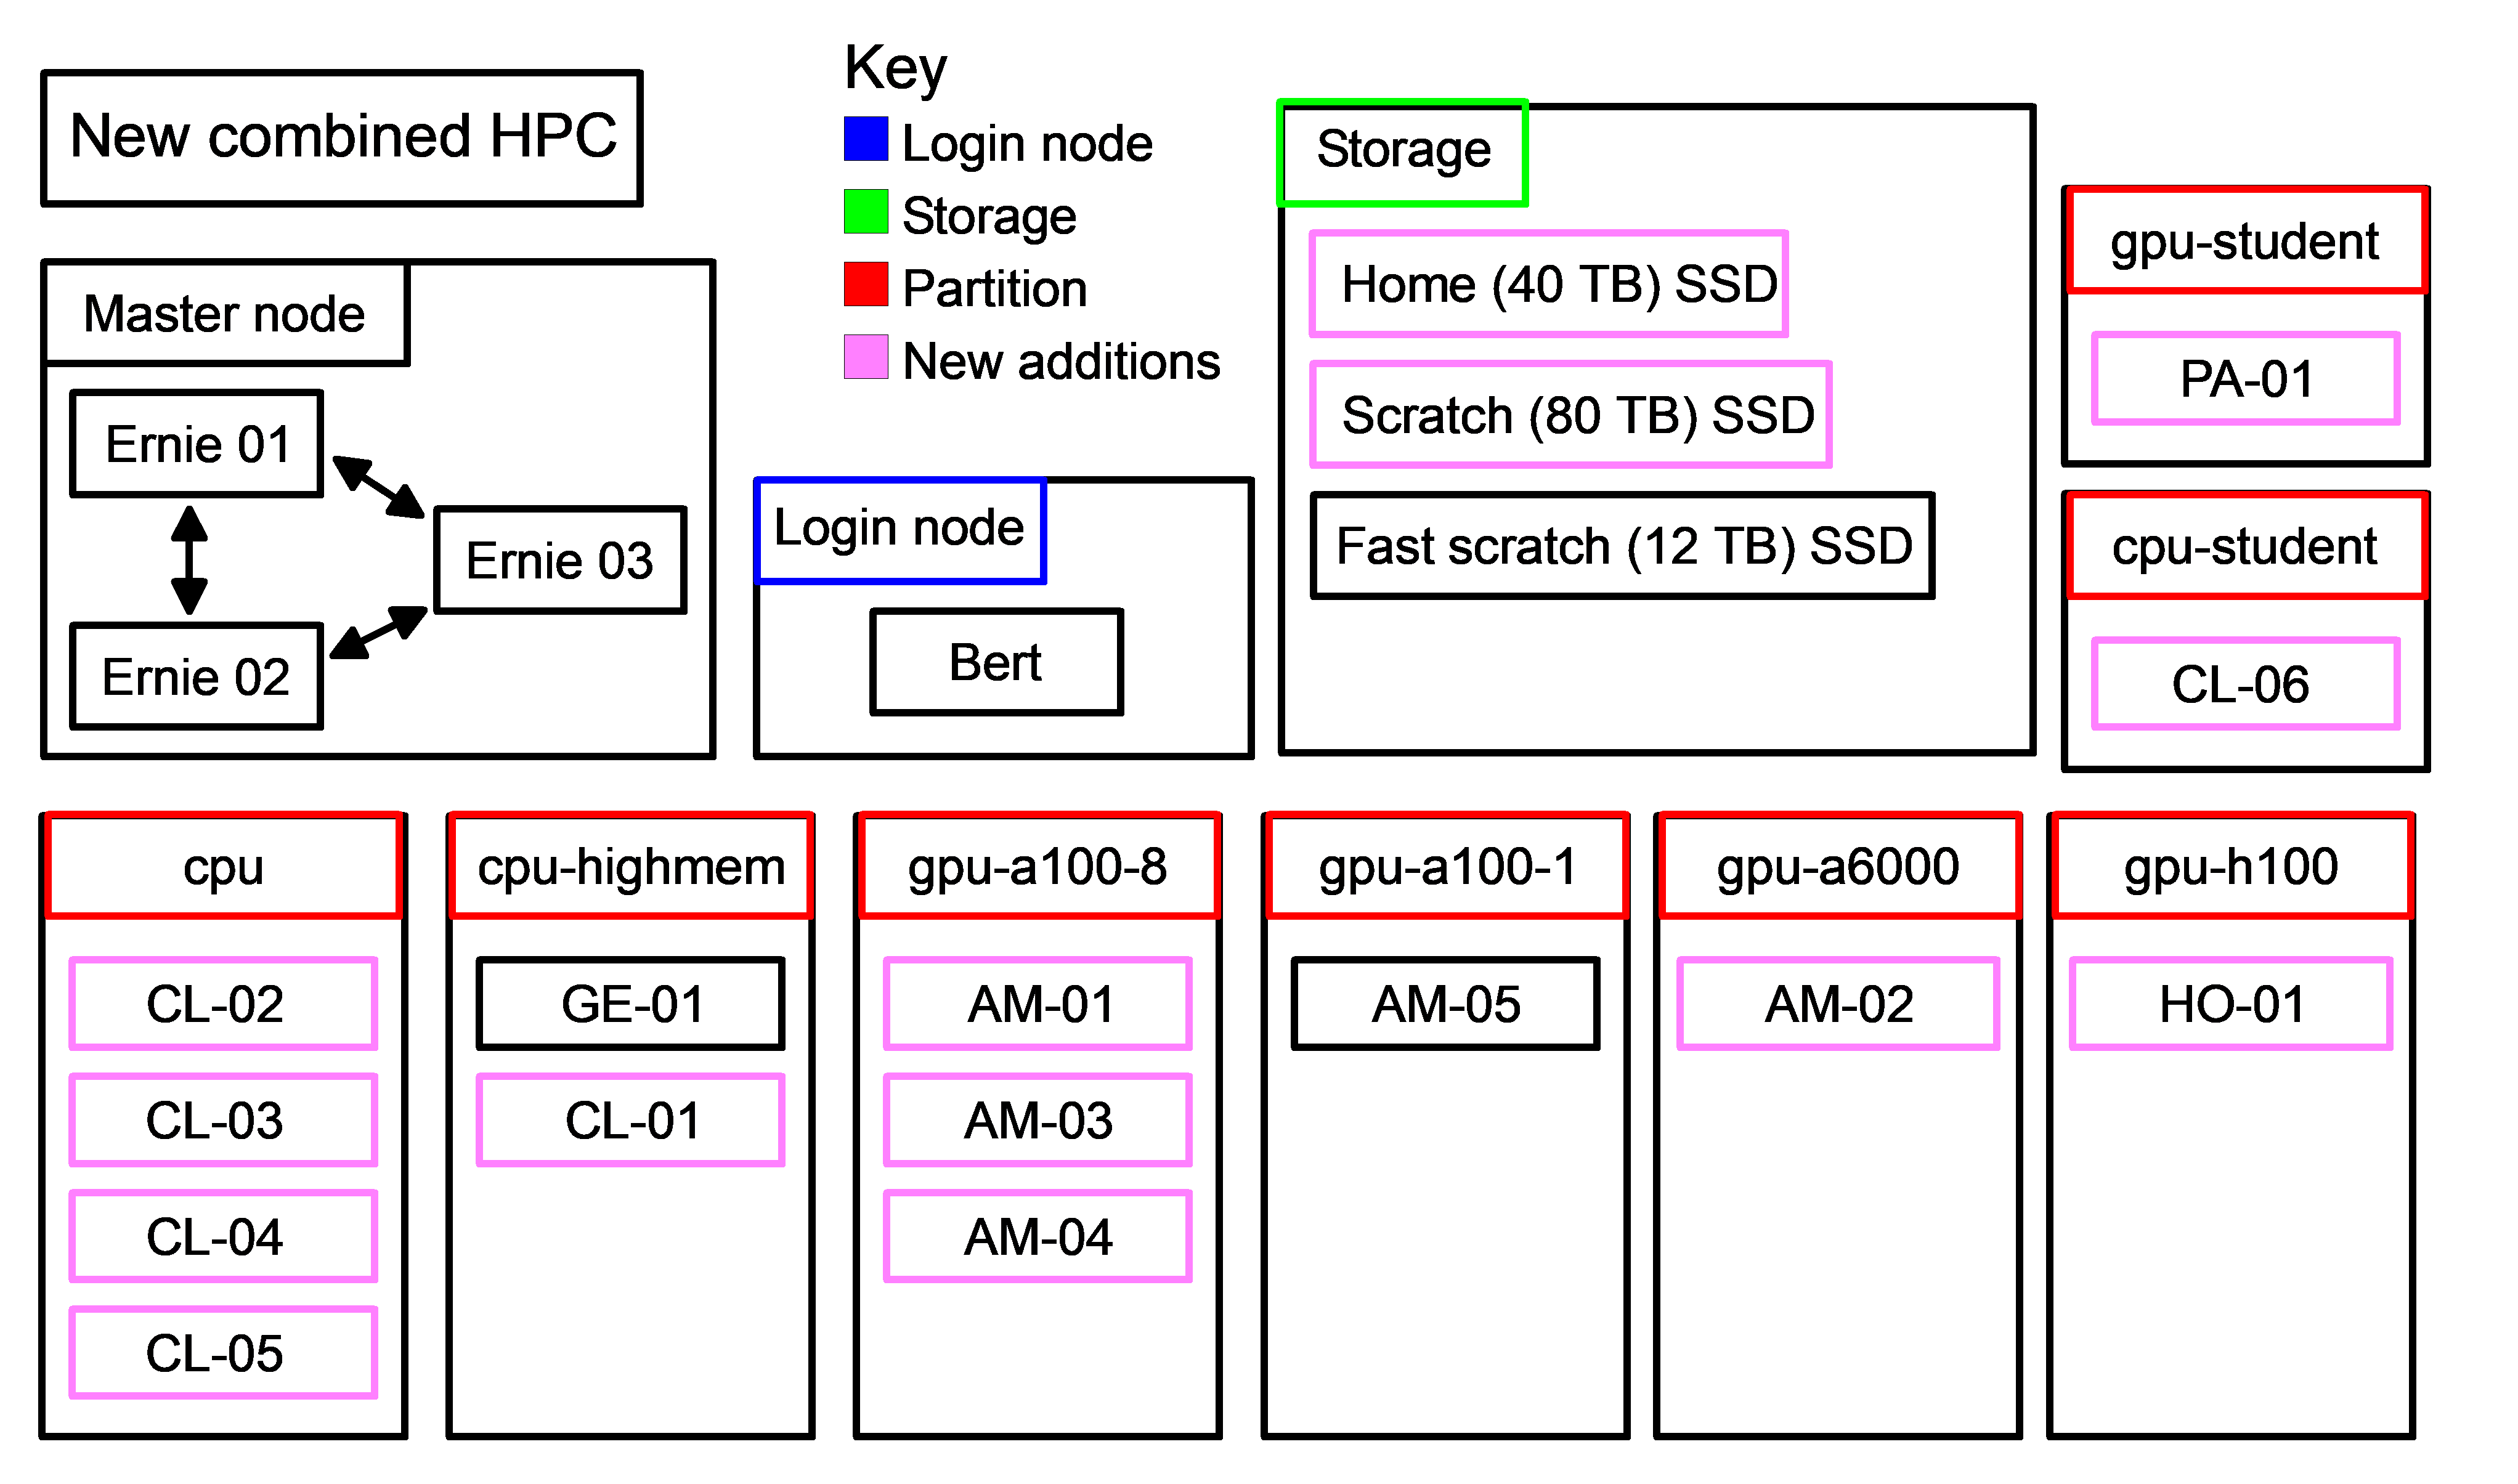 New combined HPC
Key
Login node
Storage
Partition
New additions
Master node
Ernie 01
Ernie 03
Ernie 02
Login node
Bert
Storage
Home (40 TB) SSD
Scratch (80 TB) SSD
Fast scratch (12 TB) SSD
gpu-student
PA-01
cpu-student
CL-06
cpu
CL-02
CL-03
CL-04
CL-05
cpu-highmem
GE-01
CL-01
gpu-a100-8
AM-01
AM-03
AM-04
gpu-a100-1
AM-05
gpu-a6000
AM-02
gpu-h100
HO-01